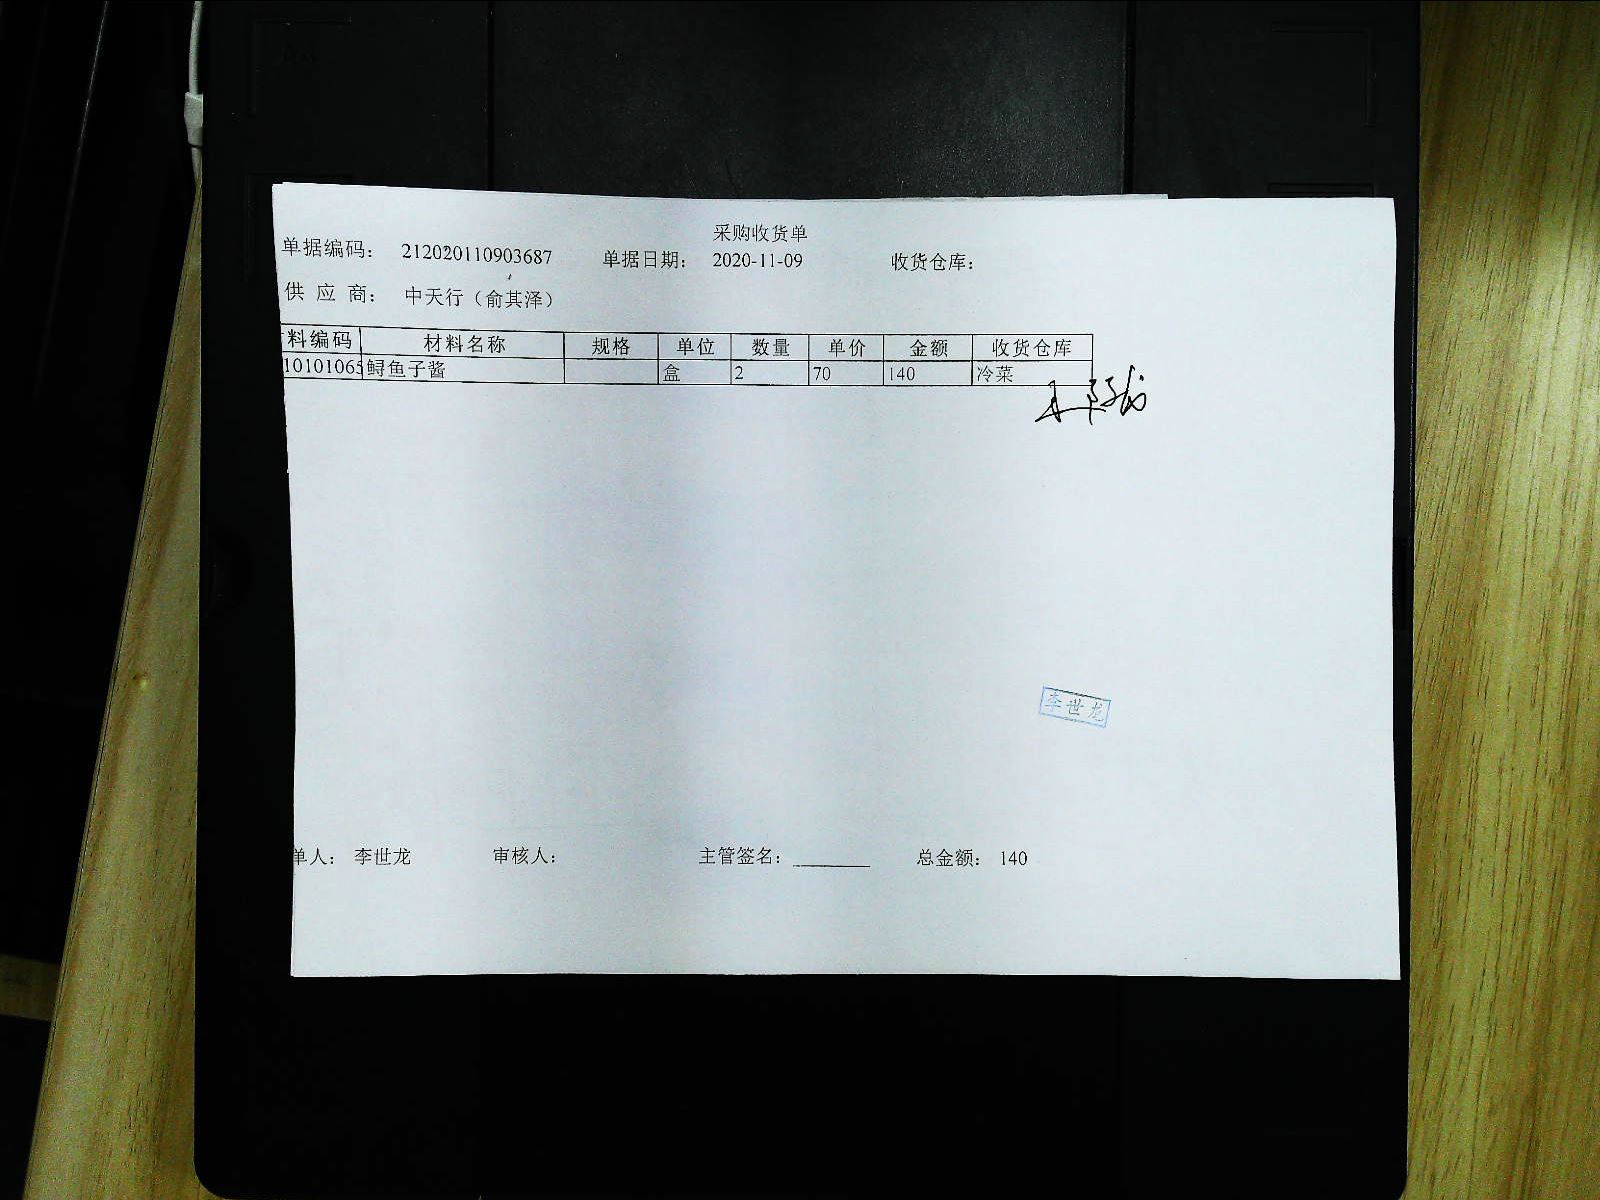 采购收货单
单据编码: 212020110903687 单据日期: 2020-11-09 收货仓库:
供应商: 中天行（俞其泽）
料编码 材料名称 规格 单位 数量 单价 金额 收货仓库
10101065 鲟鱼子酱 盒 2 70 140 冷菜
李世龙
单人: 李世龙 审核人: 主管签名: ________ 总金额: 140